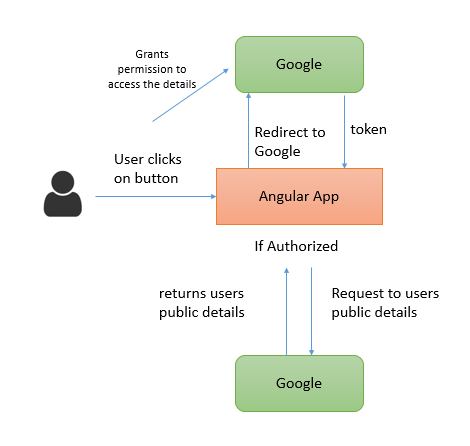 Grants
permission to
access the details
Google
Redirect to
Google
token
User clicks
on button
Angular App
If Authorized
returns users
public details
Request to users
public details
Google